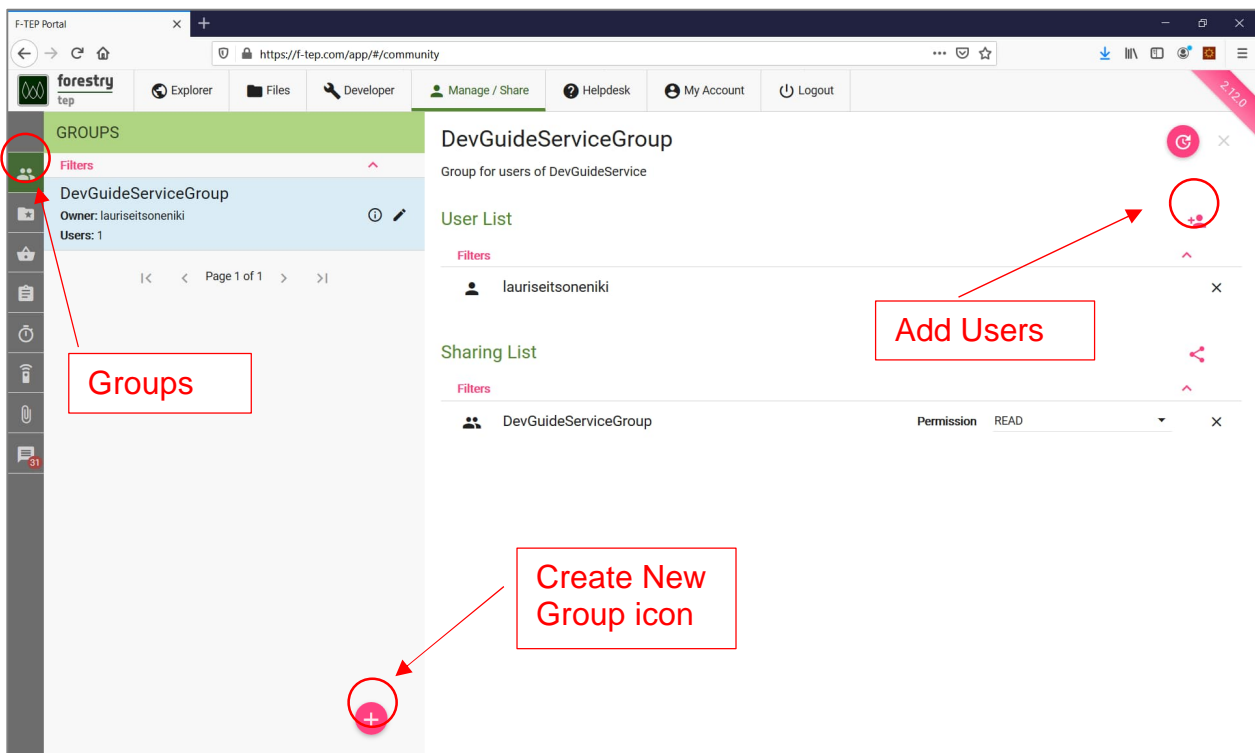 F-TEP Portal
https://f-tep.com/app/#/community
forestry
tep
Explorer
Files
Developer
Manage / Share
Helpdesk
My Account
Logout
2.12.0
GROUPS
Filters
DevGuideServiceGroup
Owner: lauriseitsoneniki
Users: 1
Page 1 of 1
31
Groups
Create New
Group icon
DevGuideServiceGroup
Group for users of DevGuideService
User List
Filters
lauriseitsoneniki
Add Users
Sharing List
Filters
DevGuideServiceGroup Permission READ